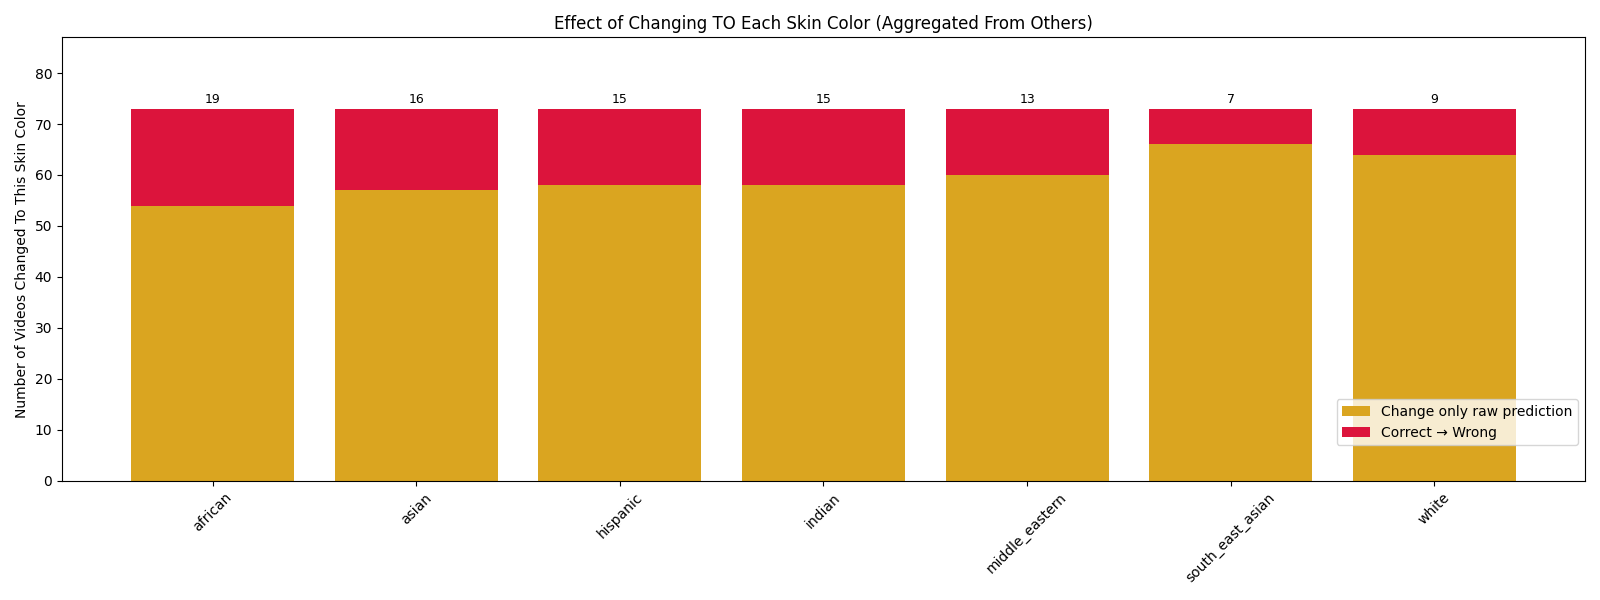 Effect of Changing TO Each Skin Color (Aggregated From Others)
Number of Videos Changed To This Skin Color
80
70
60
50
40
30
20
10
0
19
16
15
15
13
7
9
Change only raw prediction
Correct → Wrong
african
asian
hispanic
indian
middle_eastern
south_east_asian
white